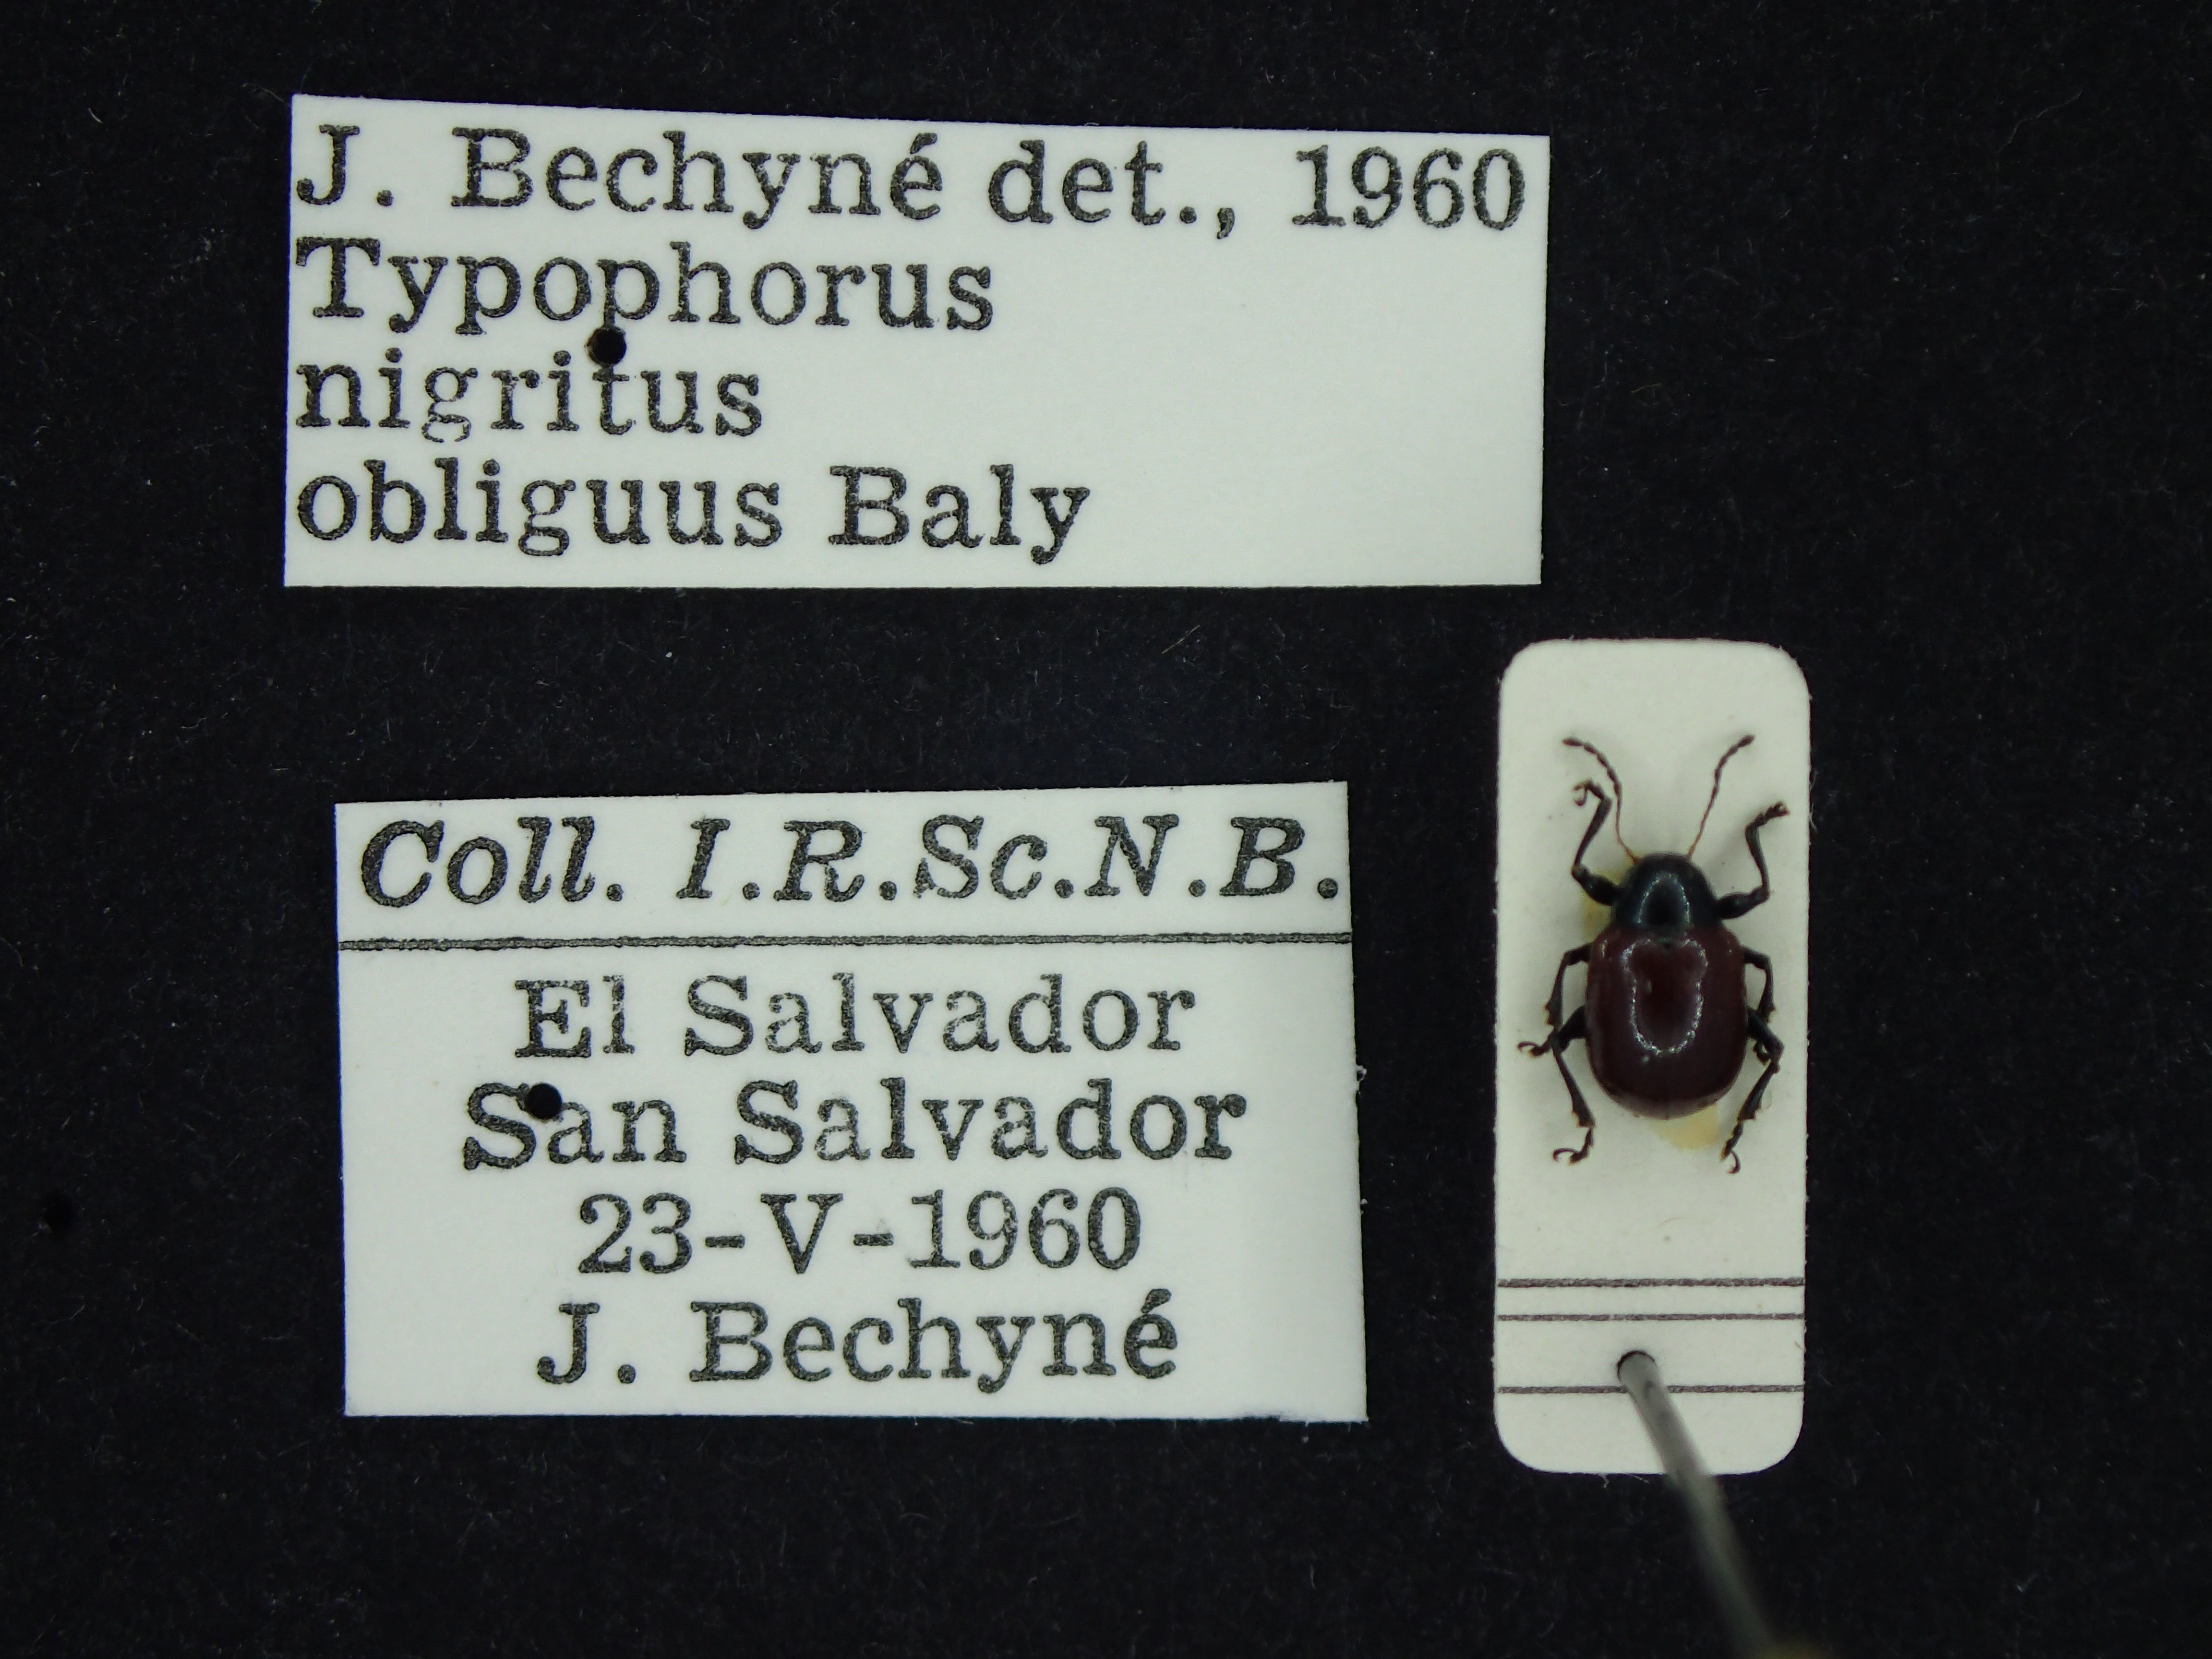 J. Bechyné det., 1960
Typophorus
nigritus
obliguus Baly
Coll. I.R.Sc.N.B.
El Salvador
San Salvador
23-V-1960
J. Bechyné